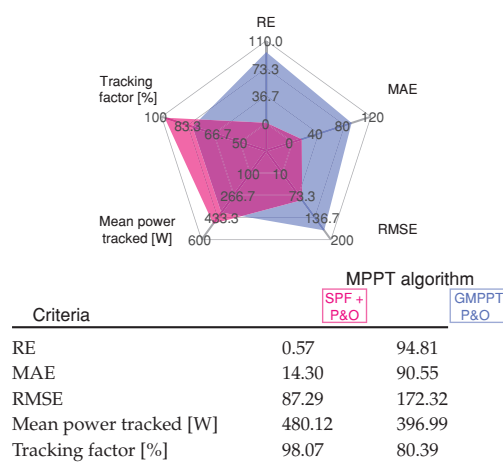 RE
110.0
73.3
36.7
0
MAE
120
80
40
0
RMSE
200
136.7
73.3
10
Mean power
tracked [W]
600
433.3
266.7
100
Tracking
factor [%]
100
83.3
66.7
50
MPPT algorithm
Criteria
SPF +
P&O
GMPPT
P&O
RE 0.57 94.81
MAE 14.30 90.55
RMSE 87.29 172.32
Mean power tracked [W] 480.12 396.99
Tracking factor [%] 98.07 80.39